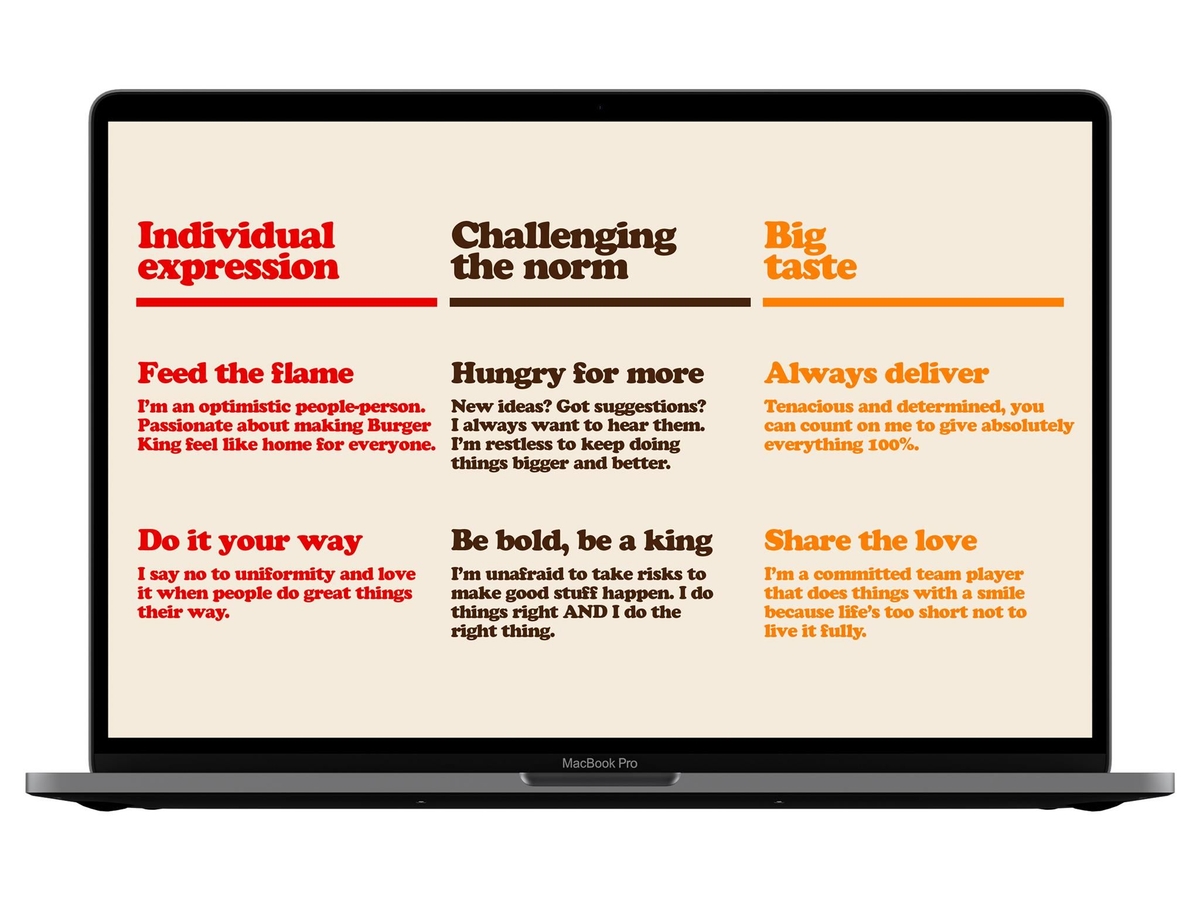 Individual
expression
Feed the flame
I'm an optimistic people-person.
Passionate about making Burger
King feel like home for everyone.
Do it your way
I say no to uniformity and love
it when people do great things
their way.
Challenging
the norm
Hungry for more
New ideas? Got suggestions?
I always want to hear them.
I'm restless to keep doing
things bigger and better.
Be bold, be a king
I'm unafraid to take risks to
make good stuff happen. I do
things right AND I do the
right thing.
Big
taste
Always deliver
Tenacious and determined, you
can count on me to give absolutely
everything 100%.
Share the love
I'm a committed team player
that does things with a smile
because life's too short not to
live it fully.
MacBook Pro